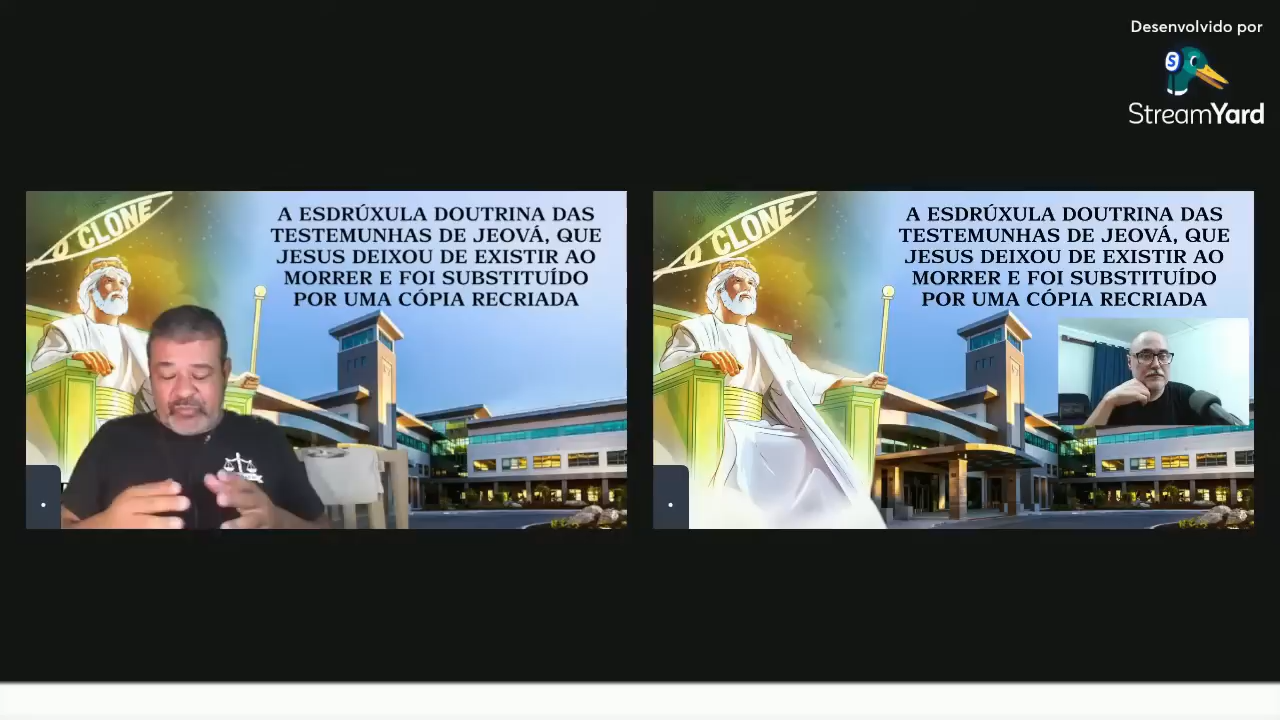 Desenvolvido por
S
StreamYard
O CLONE
A ESDRÚXULA DOUTRINA DAS
TESTEMUNHAS DE JEOVÁ, QUE
JESUS DEIXOU DE EXISTIR AO
MORRER E FOI SUBSTITUÍDO
POR UMA CÓPIA RECRIADA
O CLONE
A ESDRÚXULA DOUTRINA DAS
TESTEMUNHAS DE JEOVÁ, QUE
JESUS DEIXOU DE EXISTIR AO
MORRER E FOI SUBSTITUÍDO
POR UMA CÓPIA RECRIADA